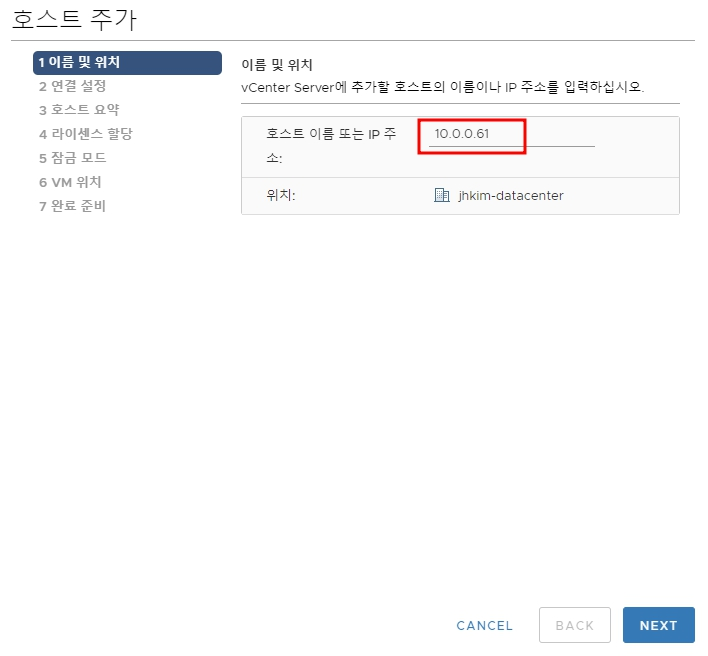 호스트 추가
1 이름 및 위치
2 연결 설정
3 호스트 요약
4 라이센스 할당
5 잠금 모드
6 VM 위치
7 완료 준비
이름 및 위치
vCenter Server에 추가할 호스트의 이름이나 IP 주소를 입력하십시오.
호스트 이름 또는 IP 주
소:
10.0.0.61
위치:
jhkim-datacenter
CANCEL
BACK
NEXT